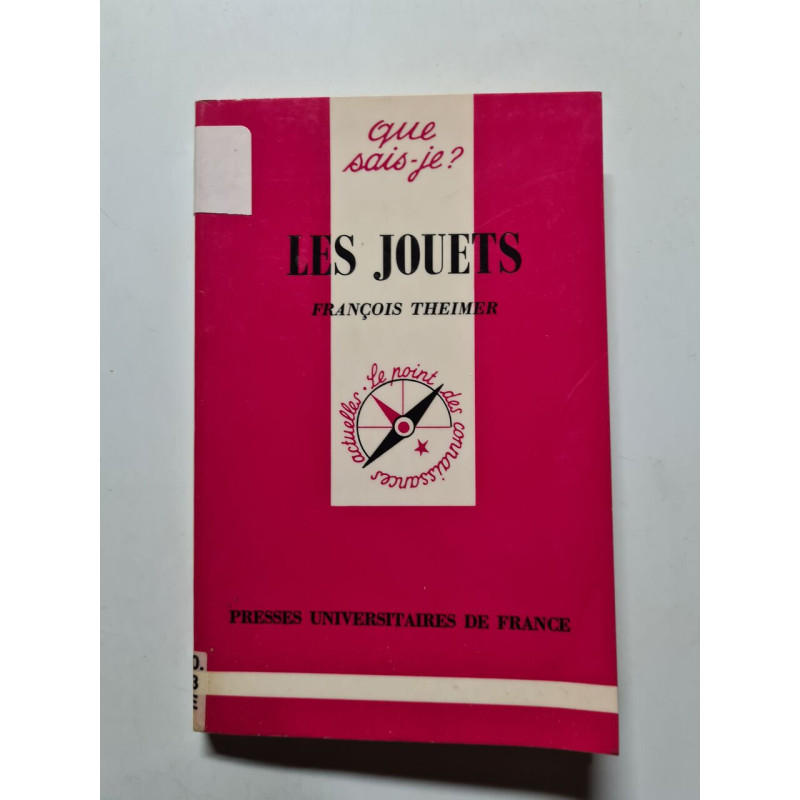 que
sais-je?
LES JOUETS
FRANÇOIS THEIMER
Le point des connaissances actuelles.
PRESSES UNIVERSITAIRES DE FRANCE